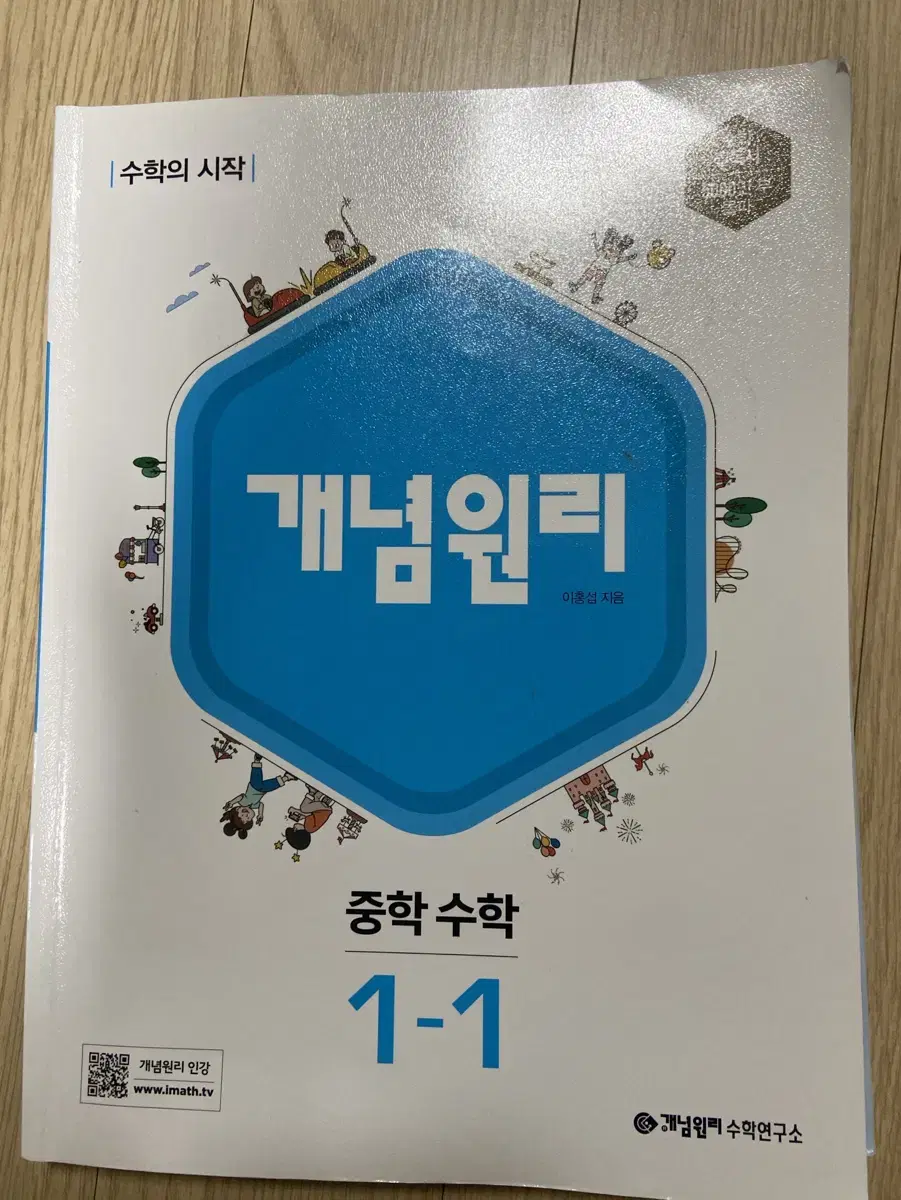 수학의 시작
개념원리
이홍섭 지음
중학 수학
1-1
개념원리 인강
www.imath.tv
개념원리 수학연구소